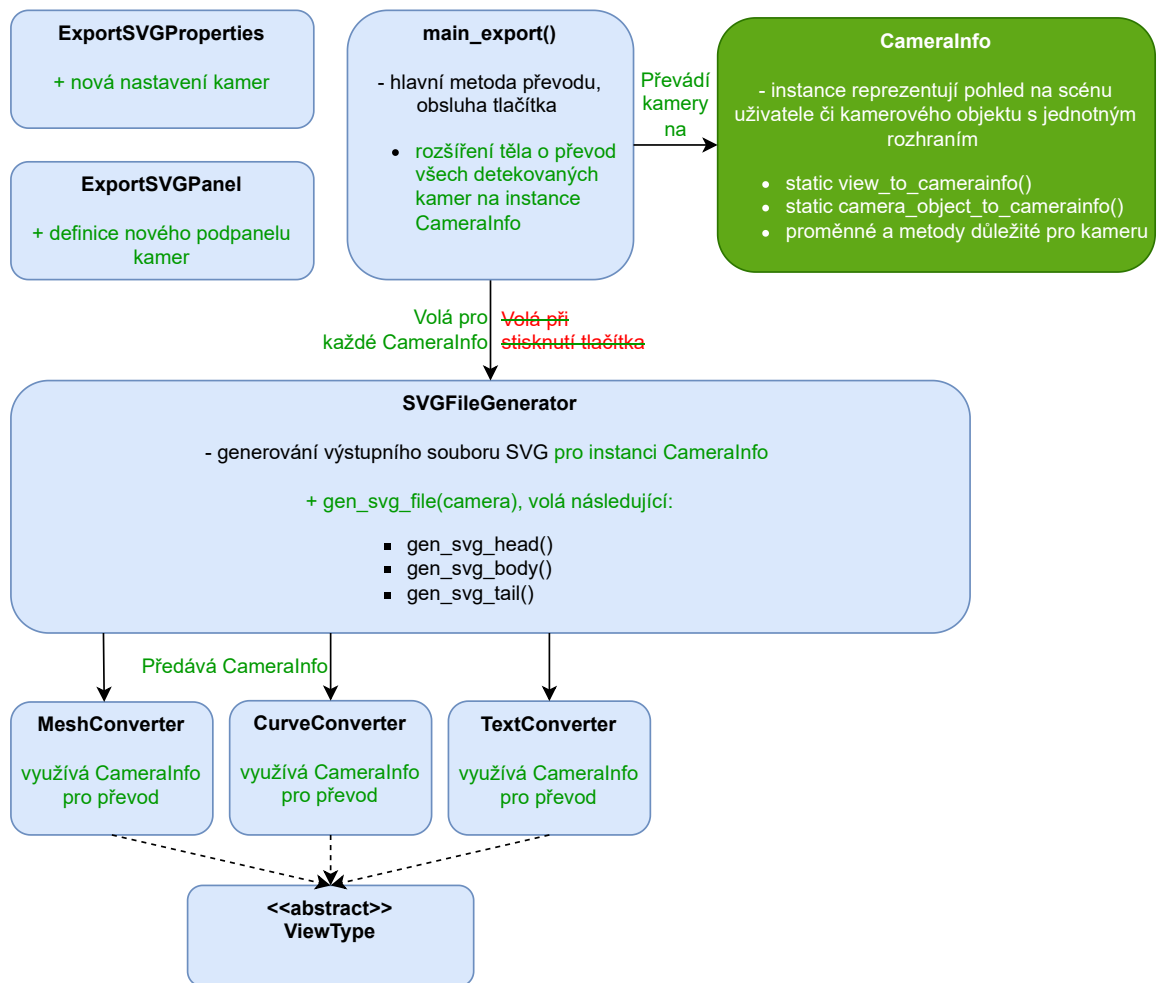 ExportSVGProperties
+ nová nastavení kamer
ExportSVGPanel
+ definice nového podpanelu
kamer
main_export()
- hlavní metoda převodu,
obsluha tlačítka
• rozšíření těla o převod
všech detekovaných
kamer na instance
CameraInfo
Převádí
kamery
na
CameraInfo
- instance reprezentují pohled na scénu
uživatele či kamerového objektu s jednotným
rozhraním
• static view_to_camerainfo()
• static camera_object_to_camerainfo()
• proměnné a metody důležité pro kameru
Volá pro
každé CameraInfo
Volá při
stisknutí tlačítka
SVGFileGenerator
- generování výstupního souboru SVG pro instanci CameraInfo
+ gen_svg_file(camera), volá následující:
▪ gen_svg_head()
▪ gen_svg_body()
▪ gen_svg_tail()
Předává CameraInfo
MeshConverter
využívá CameraInfo
pro převod
CurveConverter
využívá CameraInfo
pro převod
TextConverter
využívá CameraInfo
pro převod
<<abstract>>
ViewType